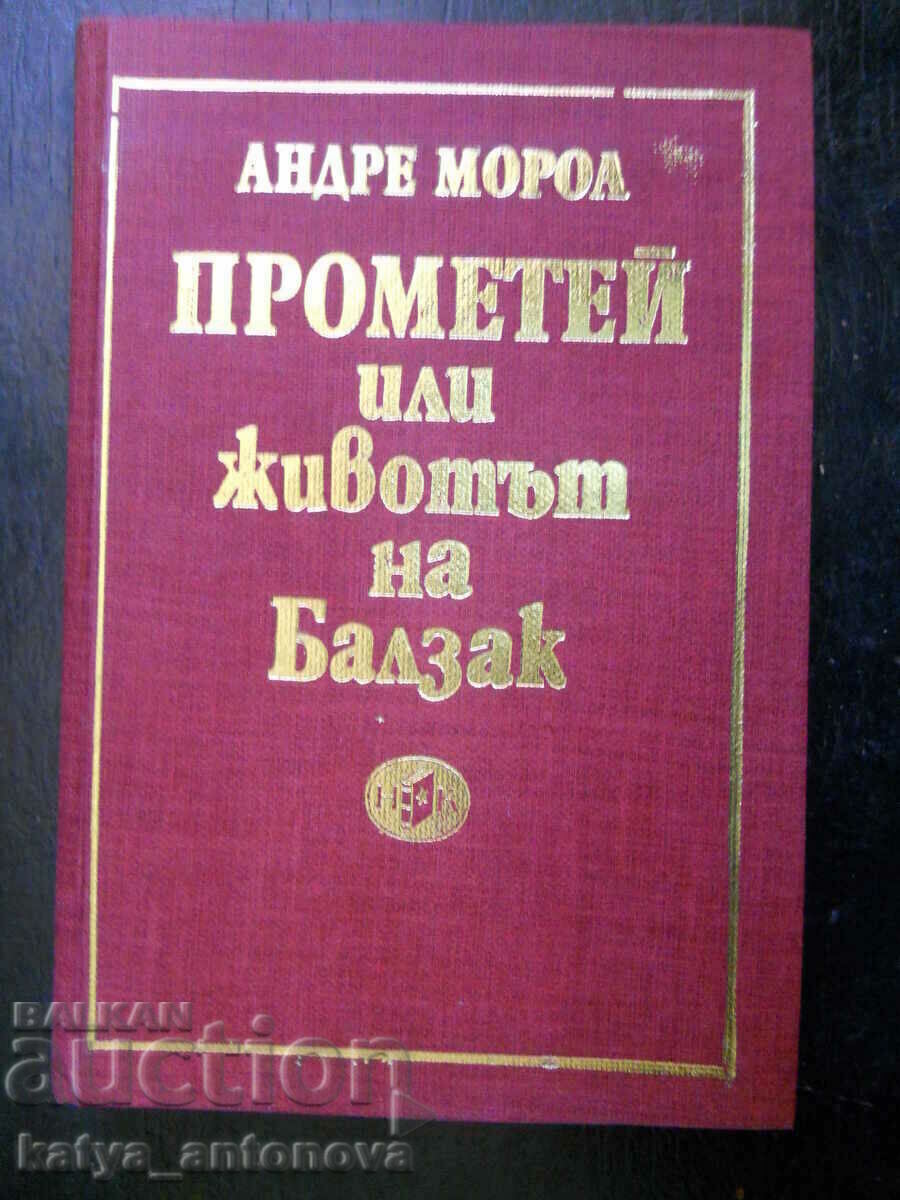 АНДРЕ МОРОА
ПРОМЕТЕЙ
или
животът
на
Балзак
Н К
BALKAN
auction
katya_antonova